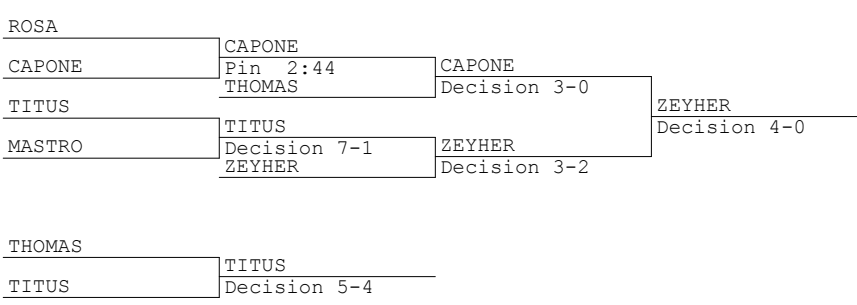 ROSA
CAPONE
CAPONE
Pin 2:44
CAPONE
THOMAS
Decision 3-0
TITUS
ZEYHER
TITUS
Decision 4-0
MASTRO
Decision 7-1
ZEYHER
ZEYHER
Decision 3-2
THOMAS
TITUS
TITUS
Decision 5-4